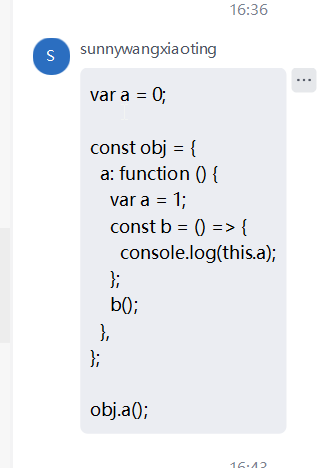 16:36
S
sunnywangxiaoting
var a = 0;
const obj = {
  a: function () {
    var a = 1;
    const b = () => {
      console.log(this.a);
    };
    b();
  },
};
obj.a();
16:43